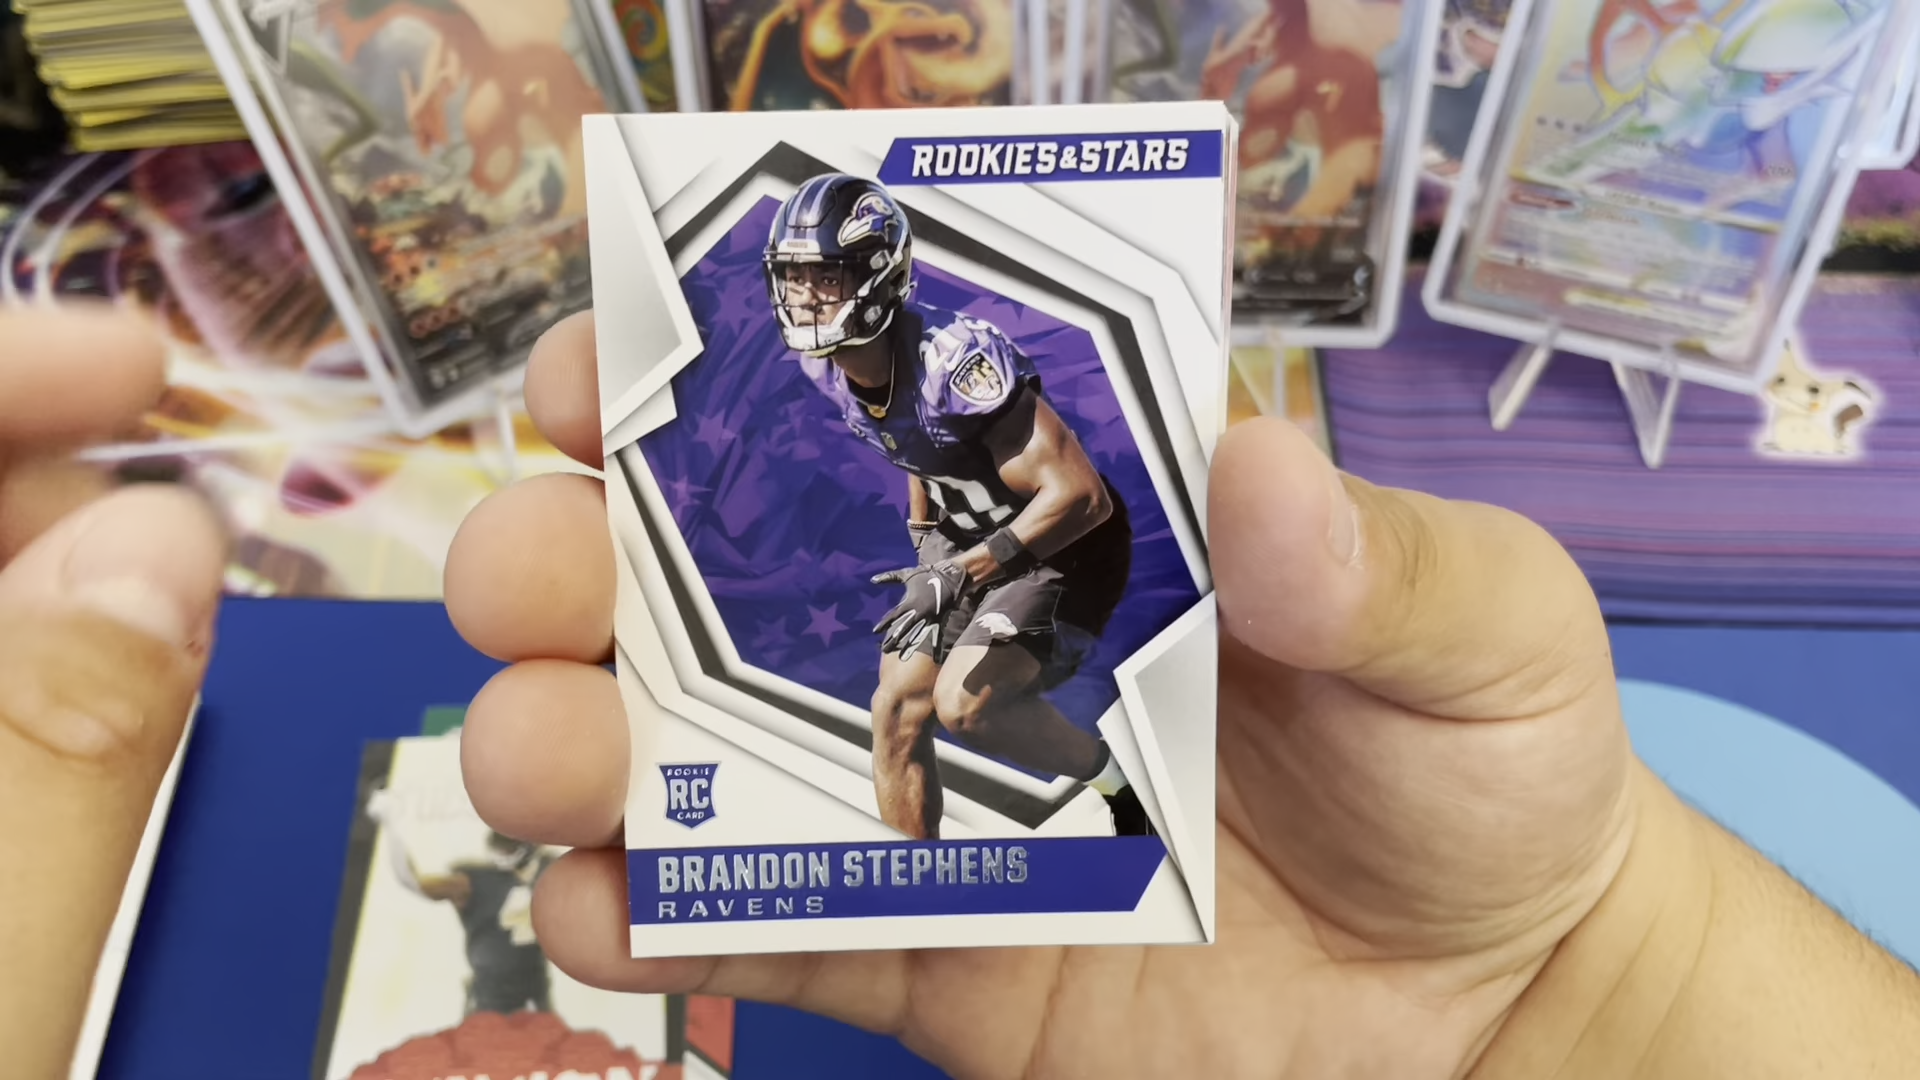 ROOKIES&STARS
ROOKIE
RC
CARD
BRANDON STEPHENS
RAVENS